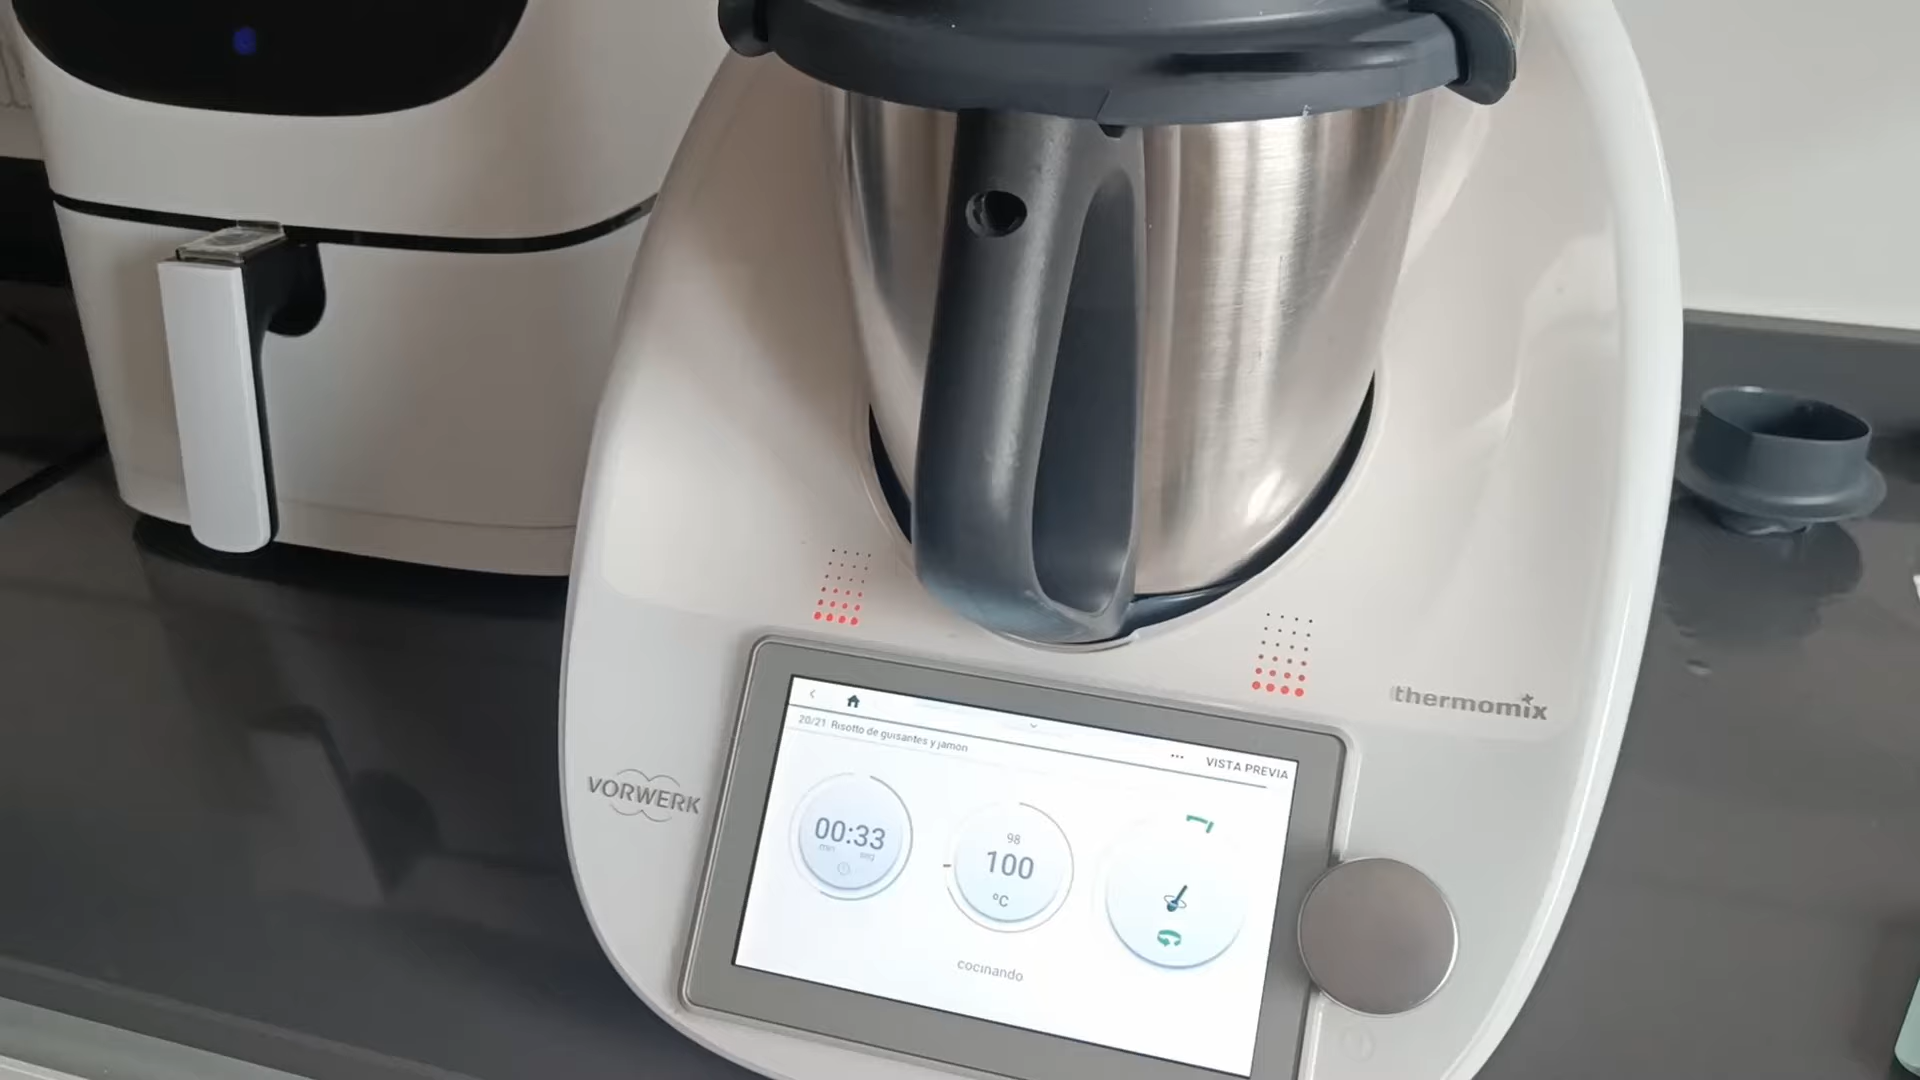 thermomix
VORWERK
20/21 Risotto de guisantes y jamón
VISTA PREVIA
00:33
min seg
98
100
°C
cocinando